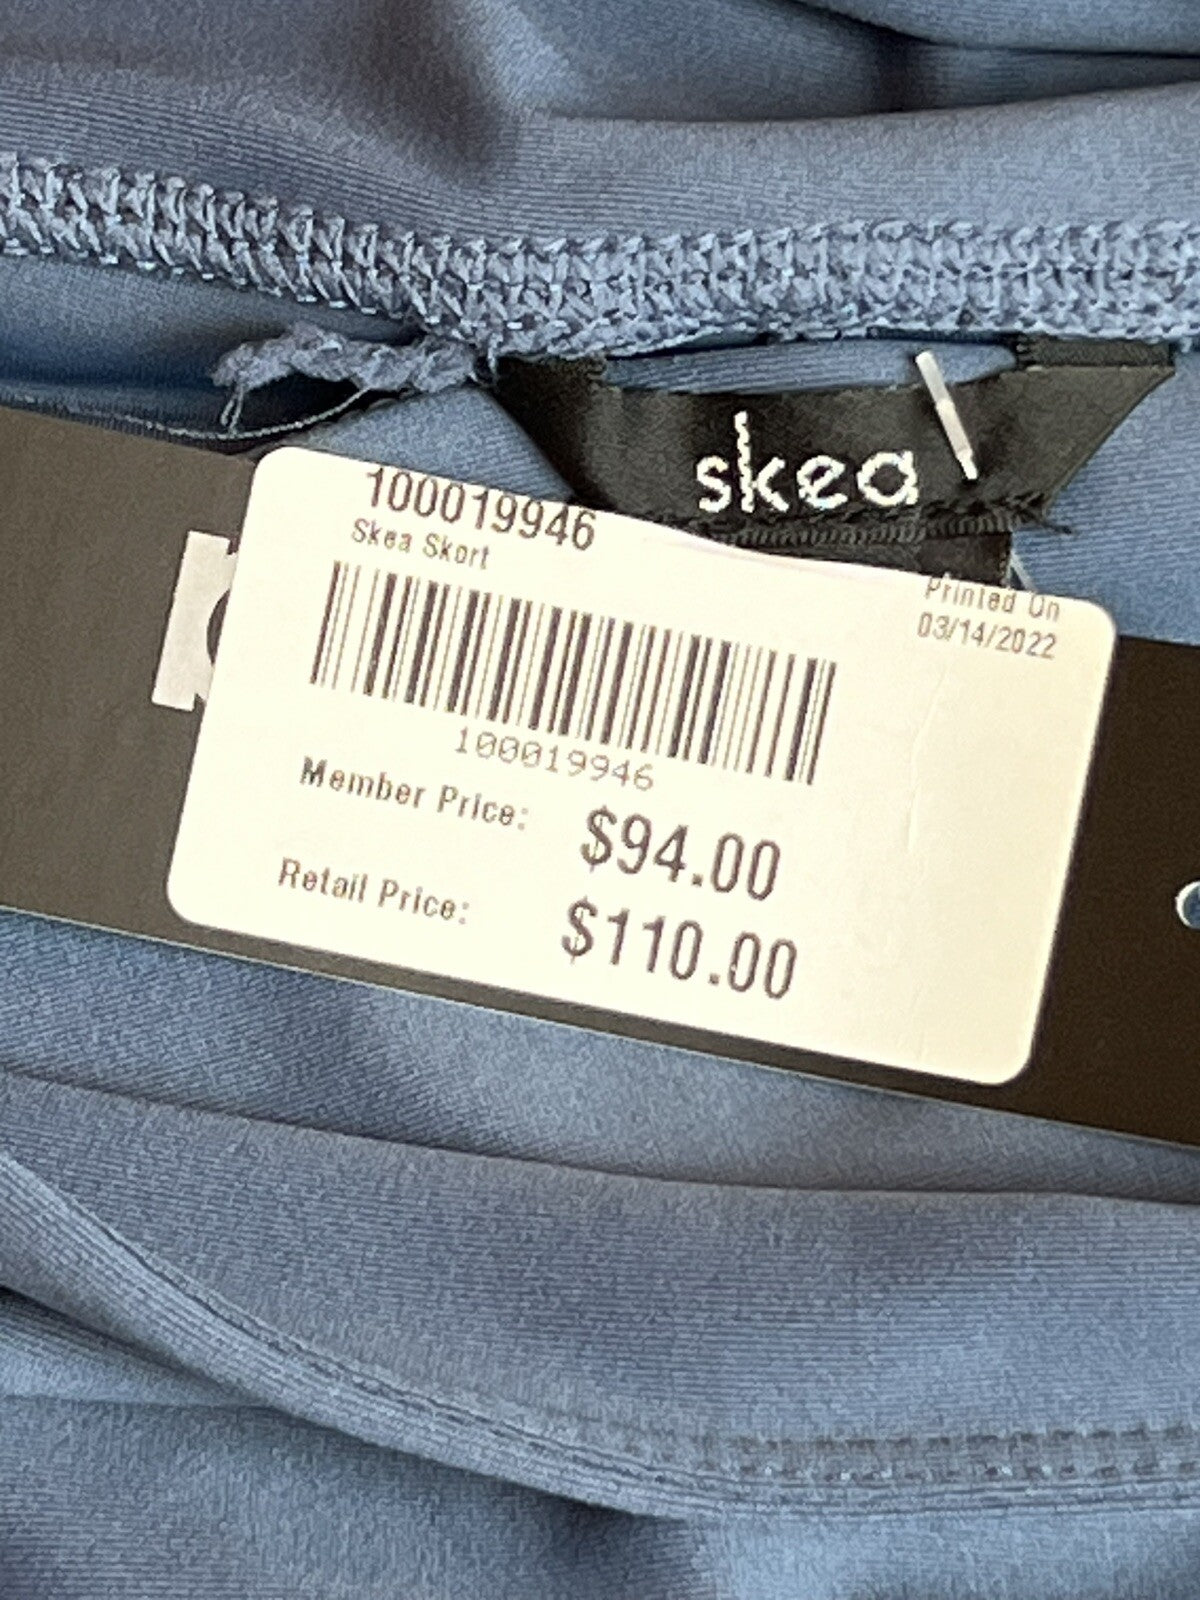 skea
100019946
Skea Skort
Printed On
03/14/2022
100019946
Member Price: $94.00
Retail Price: $110.00